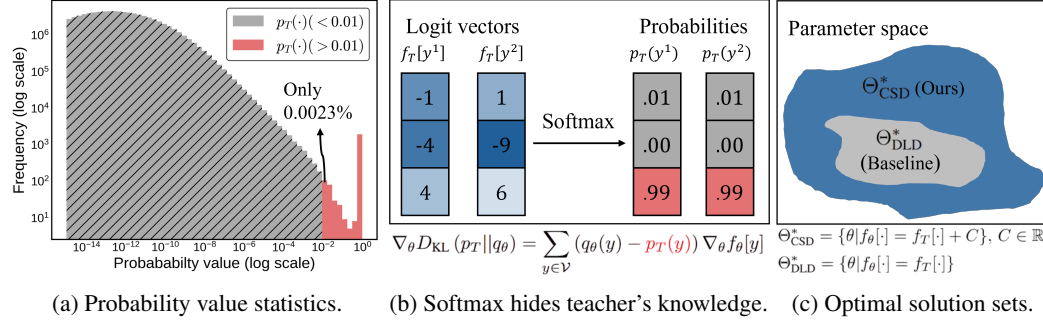 Frequency (log scale)
10^6
10^5
10^4
10^3
10^2
10^1
p_T(·)(<0.01)
p_T(·)(>0.01)
Only
0.0023%
10^−14 10^−12 10^−10 10^−8 10^−6 10^−4 10^−2 10^0
Probababilty value (log scale)
(a) Probability value statistics.
Logit vectors
f_T[y^1] f_T[y^2]
-1 1
-4 -9
4 6
Softmax
Probabilities
p_T(y^1) p_T(y^2)
.01 .01
.00 .00
.99 .99
∇_θ D_KL (p_T||q_θ) = ∑_{y∈𝒱} (q_θ(y) − p_T(y)) ∇_θ f_θ[y]
(b) Softmax hides teacher's knowledge.
Parameter space
Θ*_CSD (Ours)
Θ*_DLD
(Baseline)
Θ*_CSD = {θ|f_θ[·] = f_T[·] + C}, C ∈ ℝ
Θ*_DLD = {θ|f_θ[·] = f_T[·]}
(c) Optimal solution sets.